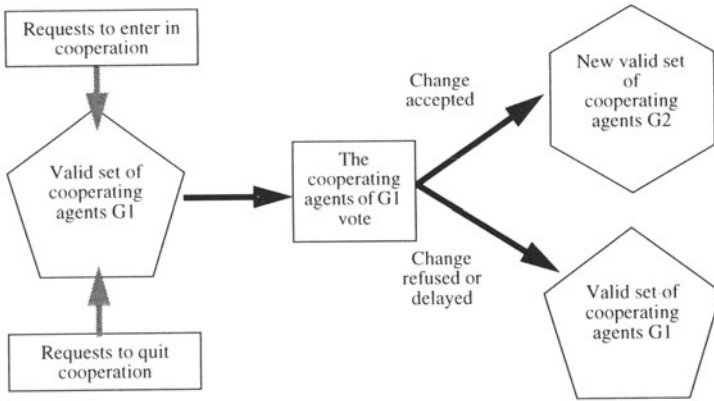 Requests to enter in
cooperation
Valid set of
cooperating
agents G1
Requests to quit
cooperation
The
cooperating
agents of G1
vote
Change
accepted
Change
refused or
delayed
New valid set
of
cooperating
agents G2
Valid set of
cooperating
agents G1